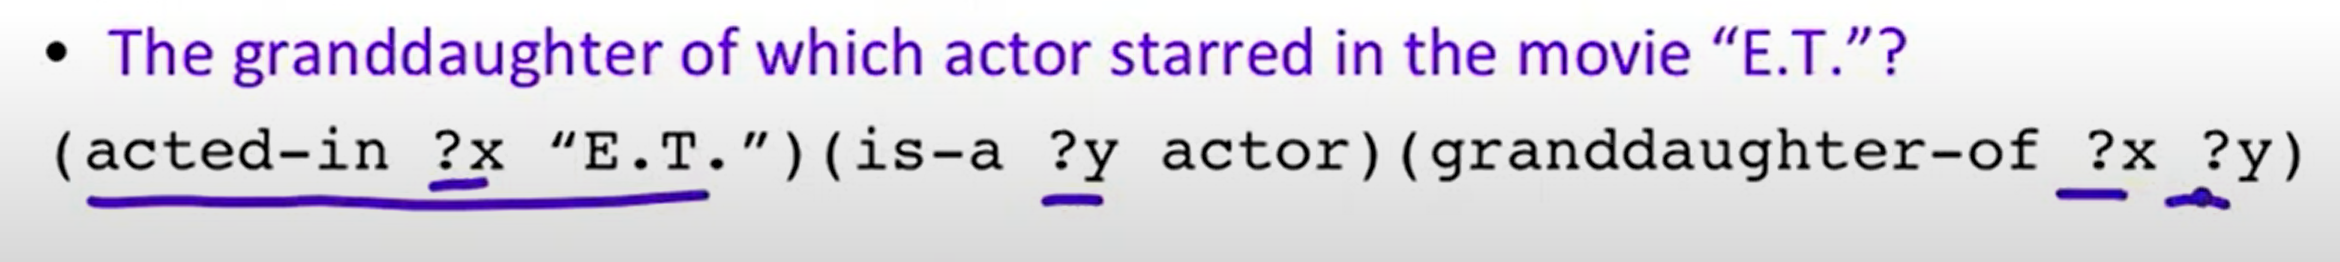 • The granddaughter of which actor starred in the movie “E.T.”?
(acted-in ?x “E.T.”)(is-a ?y actor)(granddaughter-of ?x ?y)